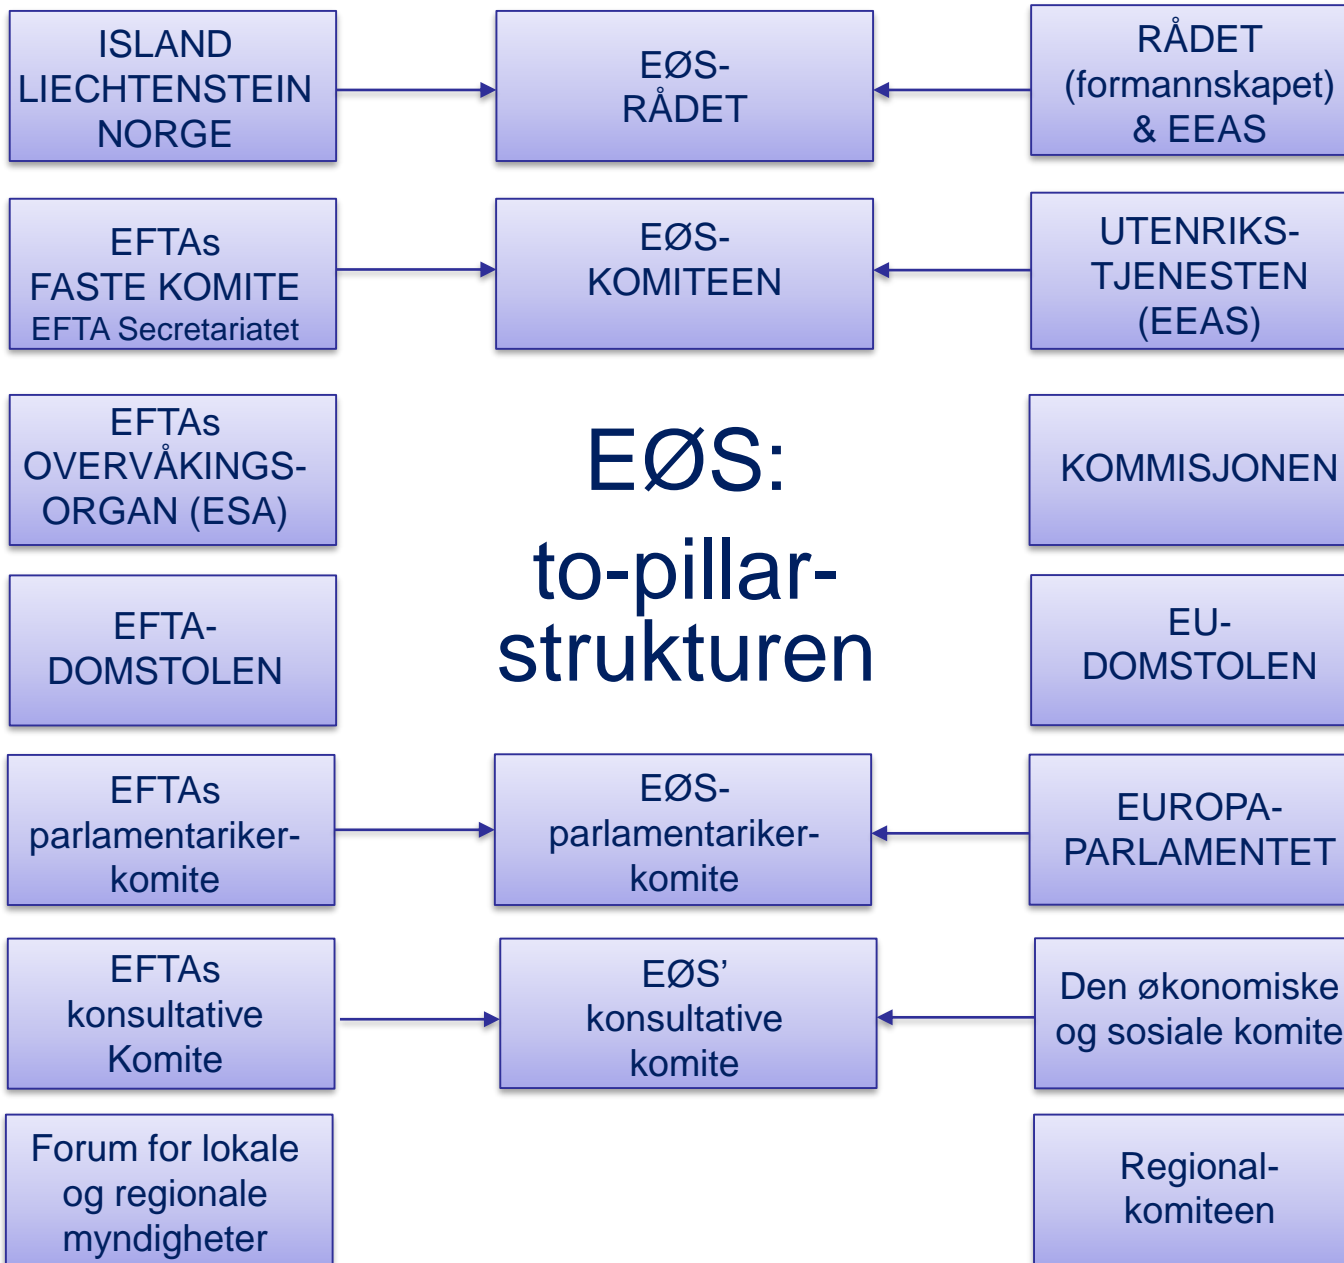 ISLAND
LIECHTENSTEIN
NORGE
EØS-
RÅDET
RÅDET
(formannskapet)
& EEAS
EFTAs
FASTE KOMITE
EFTA Secretariatet
EØS-
KOMITEEN
UTENRIKS-
TJENESTEN
(EEAS)
EFTAs
OVERVÅKINGS-
ORGAN (ESA)
EØS:
to-pillar-
strukturen
KOMMISJONEN
EFTA-
DOMSTOLEN
EU-
DOMSTOLEN
EFTAs
parlamentariker-
komite
EØS-
parlamentariker-
komite
EUROPA-
PARLAMENTET
EFTAs
konsultative
Komite
EØS’
konsultative
komite
Den økonomiske
og sosiale komite
Forum for lokale
og regionale
myndigheter
Regional-
komiteen